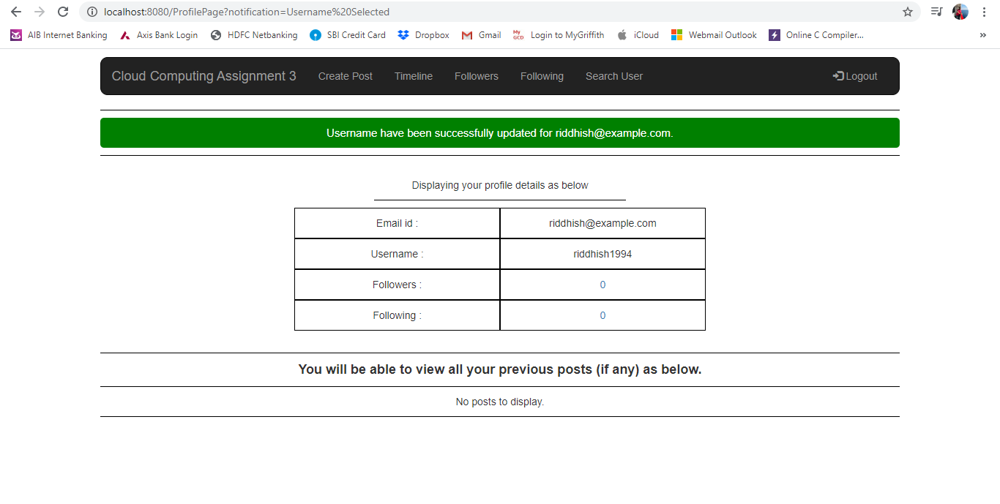 localhost:8080/ProfilePage?notification=Username%20Selected
AIB Internet Banking Axis Bank Login HDFC Netbanking SBI Credit Card Dropbox Gmail My GCD Login to MyGriffith iCloud Webmail Outlook Online C Compiler... »
Cloud Computing Assignment 3 Create Post Timeline Followers Following Search User Logout
Username have been successfully updated for riddhish@example.com.
Displaying your profile details as below
Email id : riddhish@example.com
Username : riddhish1994
Followers : 0
Following : 0
You will be able to view all your previous posts (if any) as below.
No posts to display.